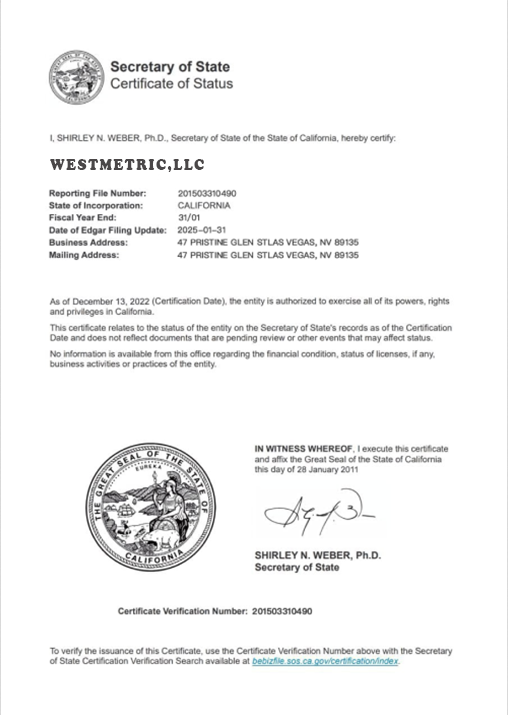 Secretary of State
Certificate of Status
I, SHIRLEY N. WEBER, Ph.D., Secretary of State of the State of California, hereby certify:
WESTMETRIC,LLC
Reporting File Number: 201503310490
State of Incorporation: CALIFORNIA
Fiscal Year End: 31/01
Date of Edgar Filing Update: 2025-01-31
Business Address: 47 PRISTINE GLEN STLAS VEGAS, NV 89135
Mailing Address: 47 PRISTINE GLEN STLAS VEGAS, NV 89135
As of December 13, 2022 (Certification Date), the entity is authorized to exercise all of its powers, rights
and privileges in California.
This certificate relates to the status of the entity on the Secretary of State's records as of the Certification
Date and does not reflect documents that are pending review or other events that may affect status.
No information is available from this office regarding the financial condition, status of licenses, if any,
business activities or practices of the entity.
THE GREAT SEAL OF THE STATE OF CALIFORNIA
EUREKA
IN WITNESS WHEREOF, I execute this certificate
and affix the Great Seal of the State of California
this day of 28 January 2011
SHIRLEY N. WEBER, Ph.D.
Secretary of State
Certificate Verification Number: 201503310490
To verify the issuance of this Certificate, use the Certificate Verification Number above with the Secretary
of State Certification Verification Search available at bebizfile.sos.ca.gov/certification/index.